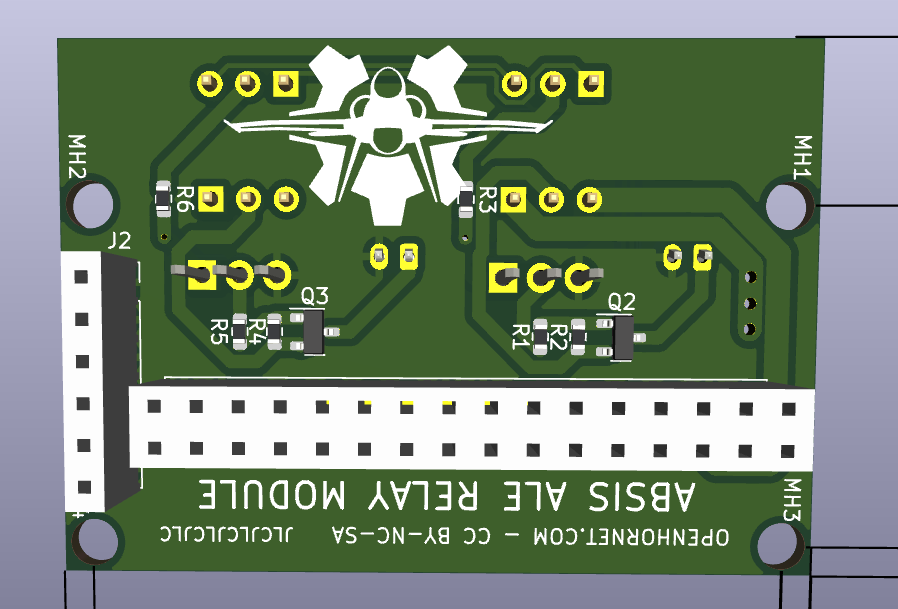 MH2
MH1
R6
R3
J2
Q3
Q2
R5
R4
R1
R2
ABSIS ALE RELAY MODULE
MH3
OPENHORNET.COM - CC BY-NC-SA JLCJLCJLCJLC